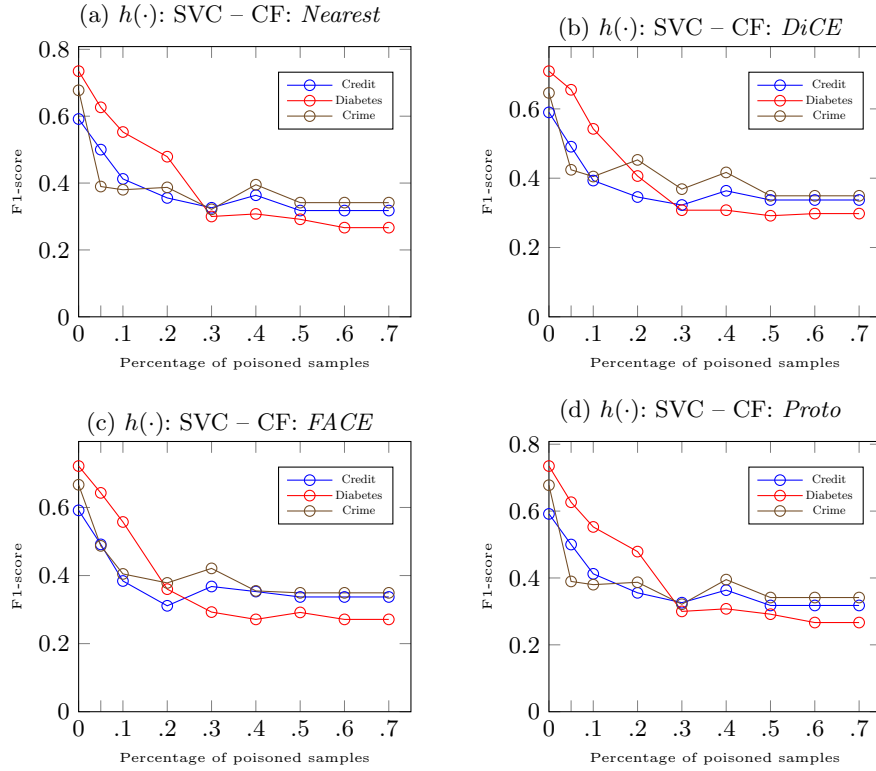 (a) h(·): SVC – CF: Nearest
0.8
0.6
0.4
0.2
0
F1-score
Credit
Diabetes
Crime
0 .1 .2 .3 .4 .5 .6 .7
Percentage of poisoned samples
(b) h(·): SVC – CF: DiCE
0.6
0.4
0.2
0
F1-score
Credit
Diabetes
Crime
0 .1 .2 .3 .4 .5 .6 .7
Percentage of poisoned samples
(c) h(·): SVC – CF: FACE
0.6
0.4
0.2
0
F1-score
Credit
Diabetes
Crime
0 .1 .2 .3 .4 .5 .6 .7
Percentage of poisoned samples
(d) h(·): SVC – CF: Proto
0.8
0.6
0.4
0.2
0
F1-score
Credit
Diabetes
Crime
0 .1 .2 .3 .4 .5 .6 .7
Percentage of poisoned samples